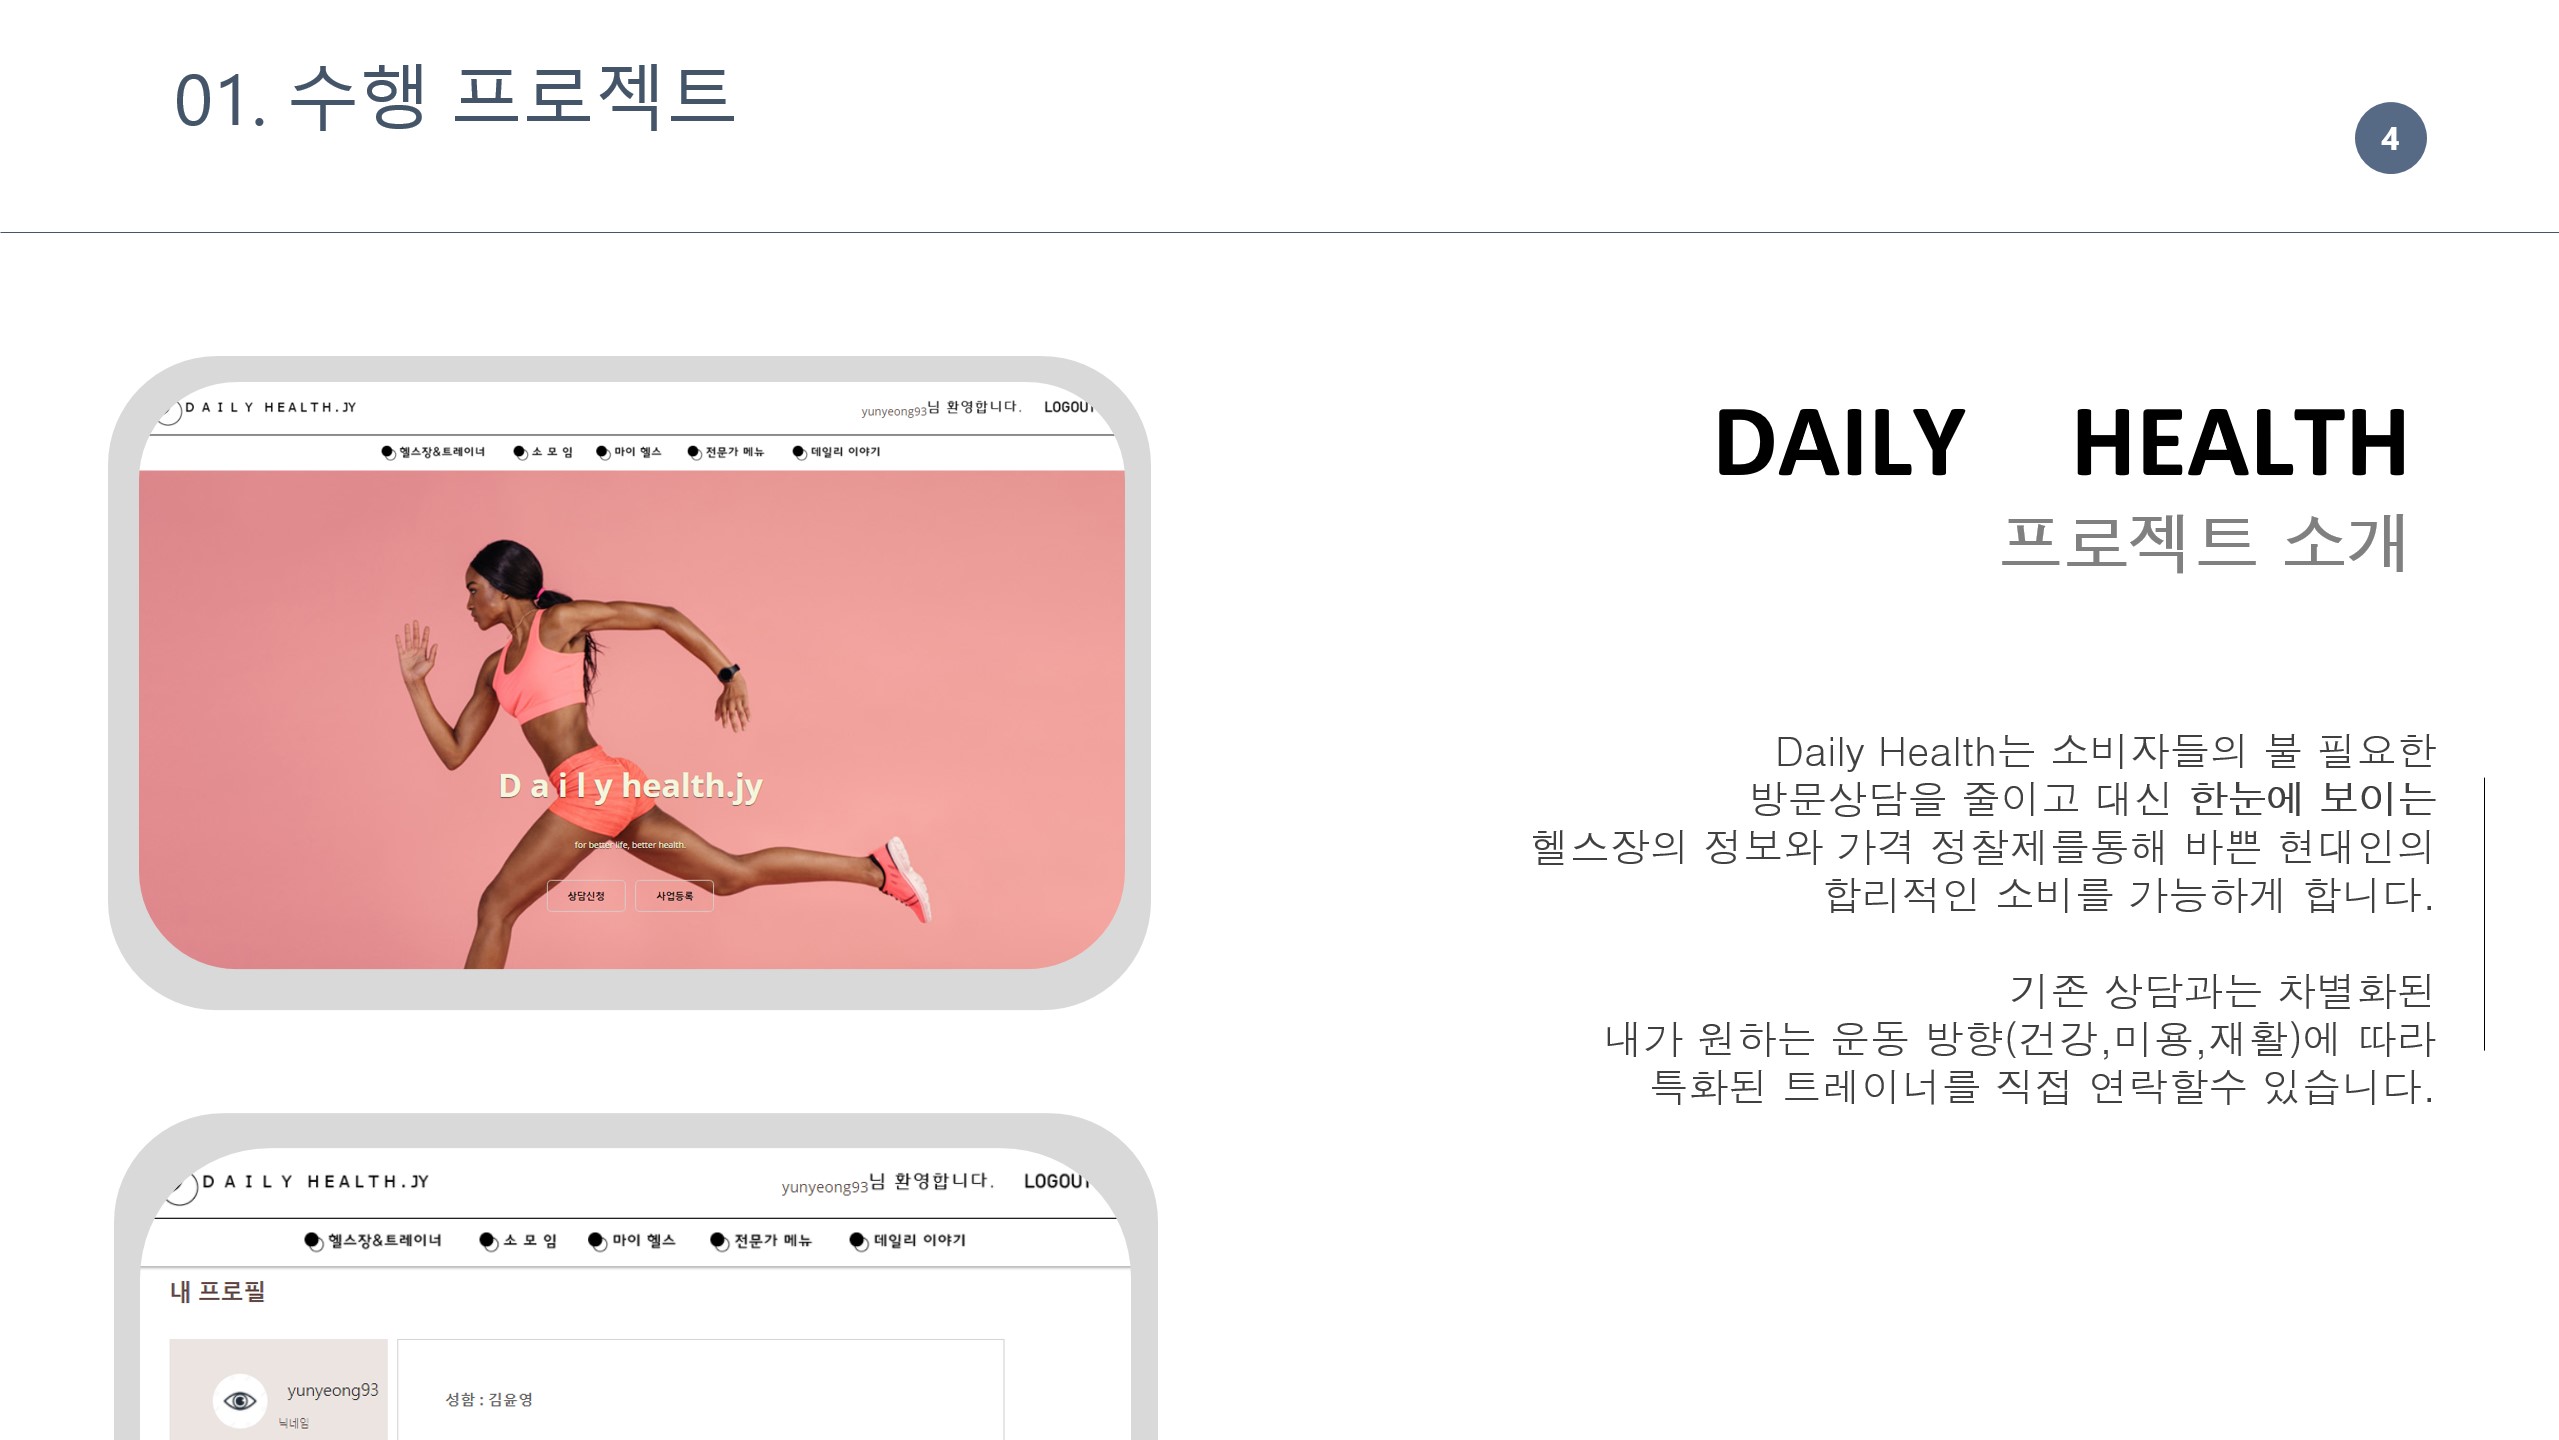 01. 수행 프로젝트
4
DAILY HEALTH.JY
yunyeong93님 환영합니다. LOGOUT
헬스장&트레이너 소 모 임 마이 헬스 전문가 메뉴 데일리 이야기
D a i l y health.jy
for better life, better health.
상담신청 사업등록
DAILY HEALTH
프로젝트 소개
Daily Health는 소비자들의 불 필요한
방문상담을 줄이고 대신 한눈에 보이는
헬스장의 정보와 가격 정찰제를통해 바쁜 현대인의
합리적인 소비를 가능하게 합니다.
기존 상담과는 차별화된
내가 원하는 운동 방향(건강,미용,재활)에 따라
특화된 트레이너를 직접 연락할수 있습니다.
DAILY HEALTH.JY
yunyeong93님 환영합니다. LOGOUT
헬스장&트레이너 소 모 임 마이 헬스 전문가 메뉴 데일리 이야기
내 프로필
yunyeong93
닉네임
성함 : 김윤영